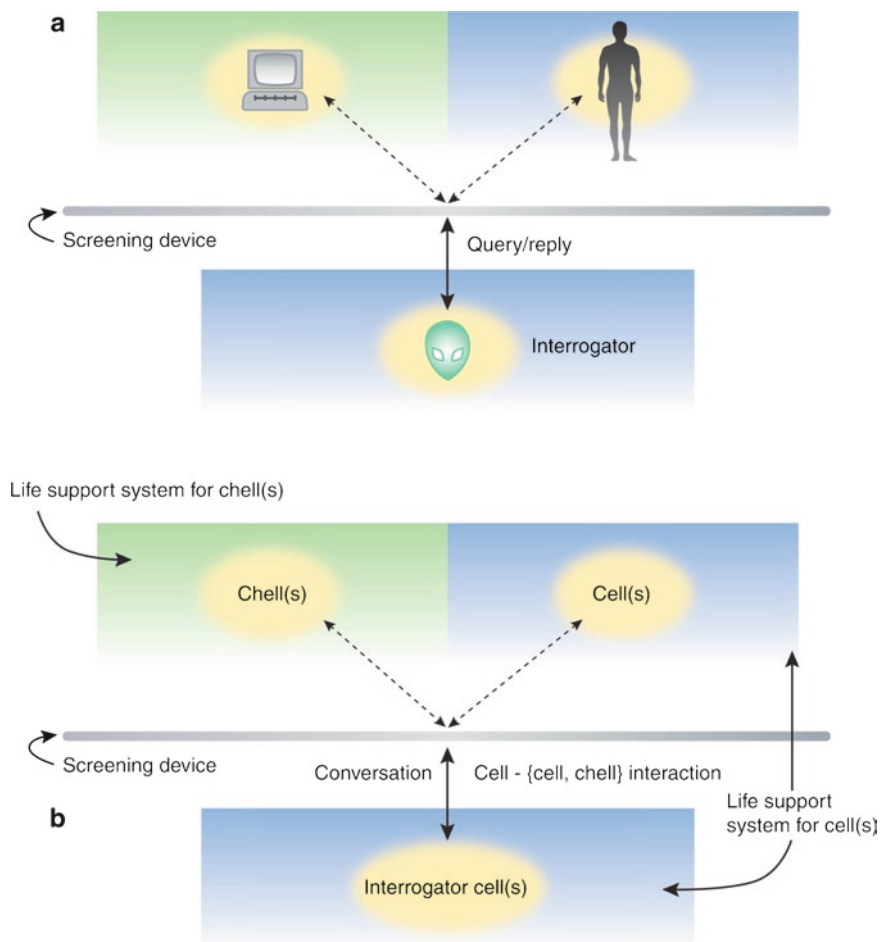 a
Screening device
Query/reply
Interrogator
Life support system for chell(s)
Chell(s)
Cell(s)
Screening device
Conversation
Cell - {cell, chell} interaction
b
Life support
system for cell(s)
Interrogator cell(s)